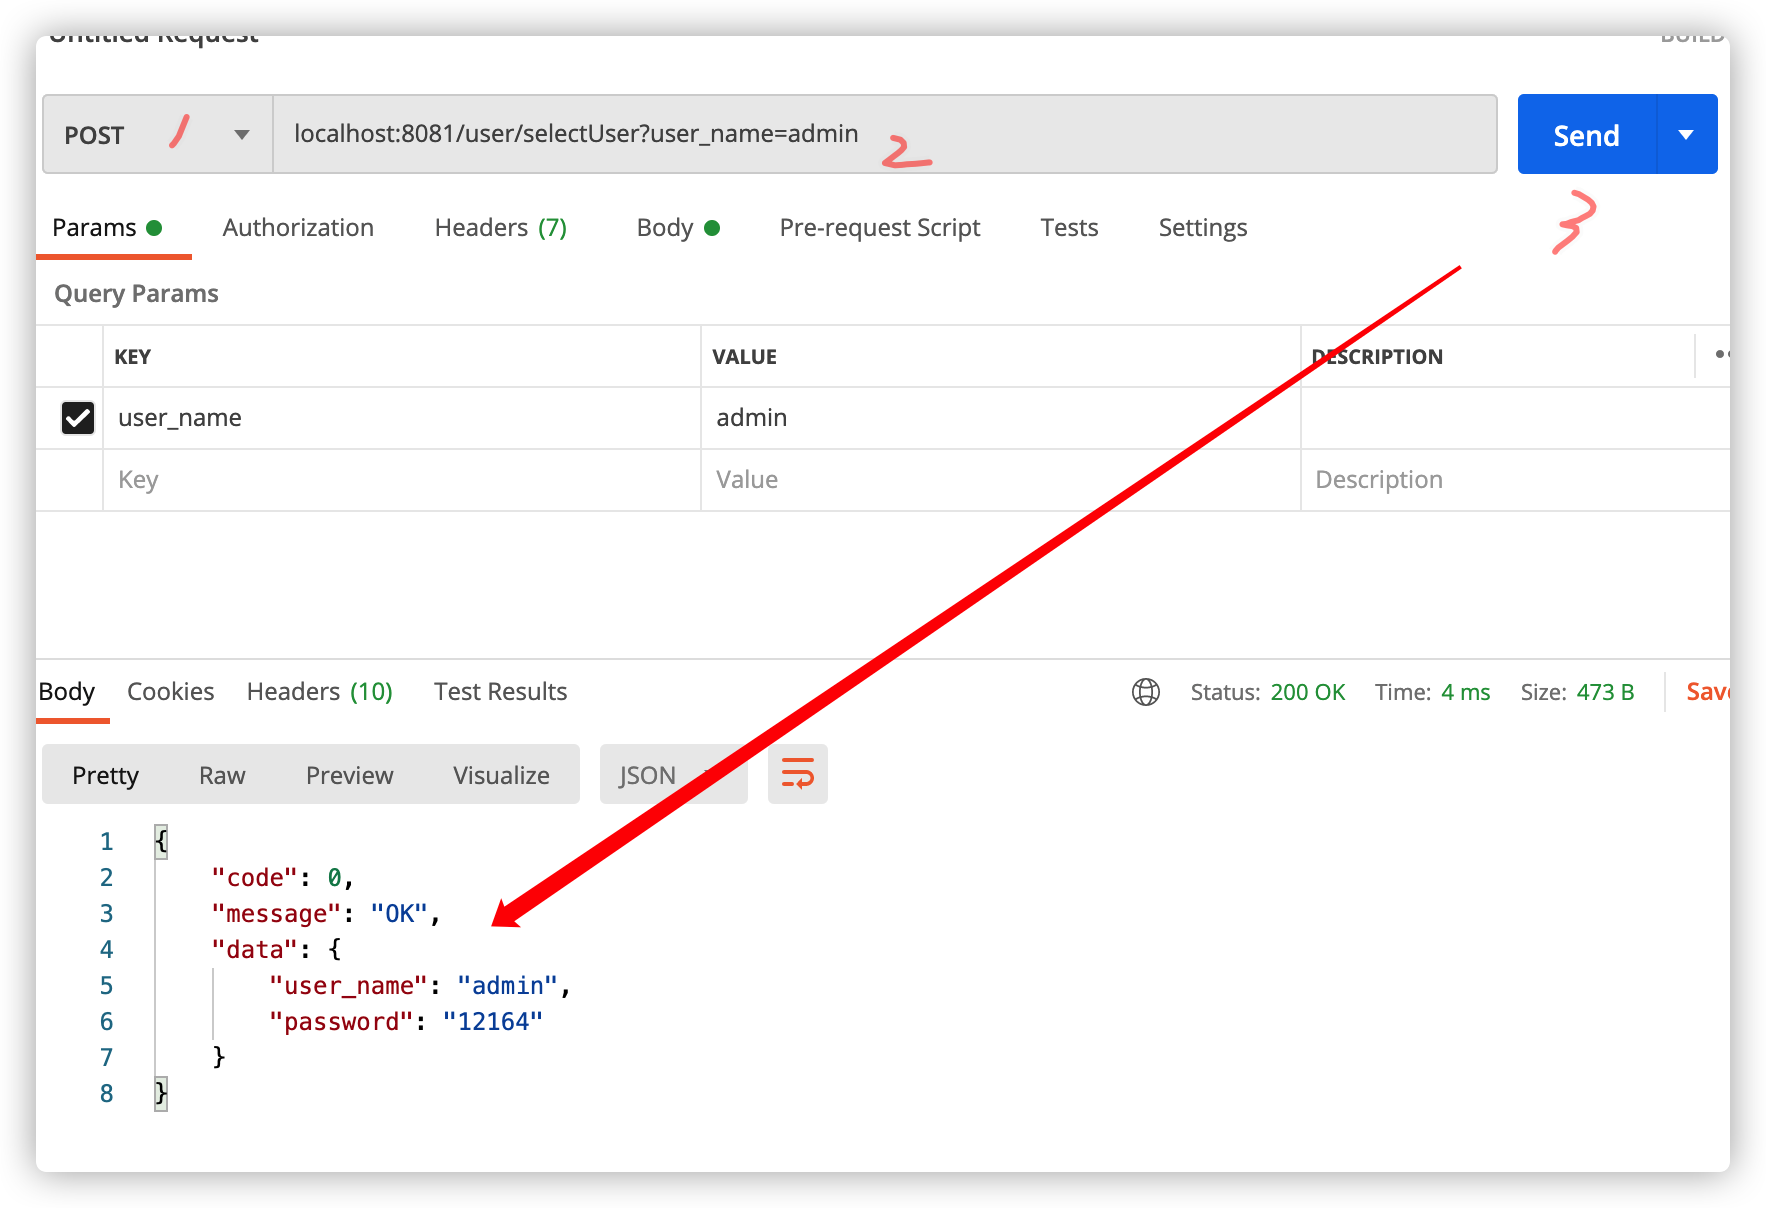 Untitled Request
BUILD
POST 1
localhost:8081/user/selectUser?user_name=admin 2
Send
3
Params Authorization Headers (7) Body Pre-request Script Tests Settings
Query Params
KEY VALUE DESCRIPTION
user_name admin
Key Value Description
Body Cookies Headers (10) Test Results Status: 200 OK Time: 4 ms Size: 473 B Save
Pretty Raw Preview Visualize JSON
1 {
2 "code": 0,
3 "message": "OK",
4 "data": {
5 "user_name": "admin",
6 "password": "12164"
7 }
8 }